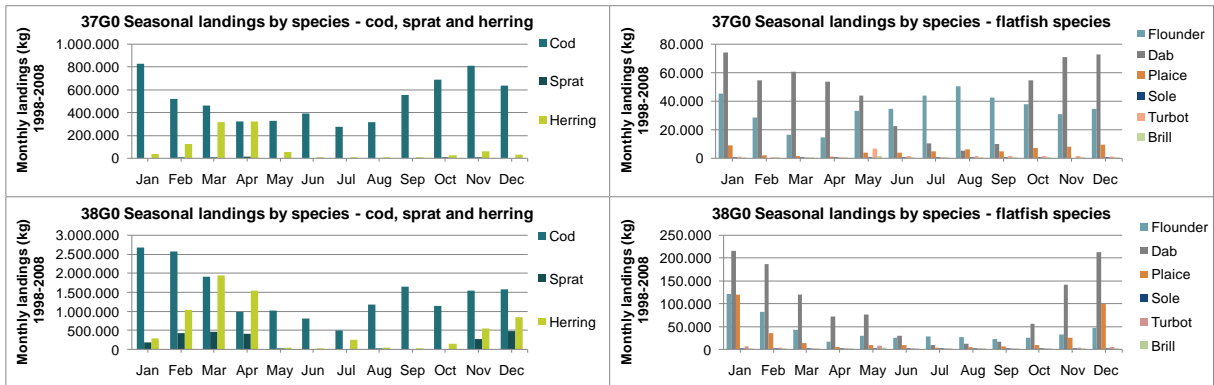 37G0 Seasonal landings by species - cod, sprat and herring
Monthly landings (kg)
1998-2008
1.000.000
800.000
600.000
400.000
200.000
0
Jan Feb Mar Apr May Jun Jul Aug Sep Oct Nov Dec
Cod
Sprat
Herring
37G0 Seasonal landings by species - flatfish species
Monthly landings (kg)
1998-2008
80.000
60.000
40.000
20.000
0
Jan Feb Mar Apr May Jun Jul Aug Sep Oct Nov Dec
Flounder
Dab
Plaice
Sole
Turbot
Brill
38G0 Seasonal landings by species - cod, sprat and herring
Monthly landings (kg)
1998-2008
3.000.000
2.500.000
2.000.000
1.500.000
1.000.000
500.000
0
Jan Feb Mar Apr May Jun Jul Aug Sep Oct Nov Dec
Cod
Sprat
Herring
38G0 Seasonal landings by species - flatfish species
Monthly landings (kg)
1998-2008
250.000
200.000
150.000
100.000
50.000
0
Jan Feb Mar Apr May Jun Jul Aug Sep Oct Nov Dec
Flounder
Dab
Plaice
Sole
Turbot
Brill